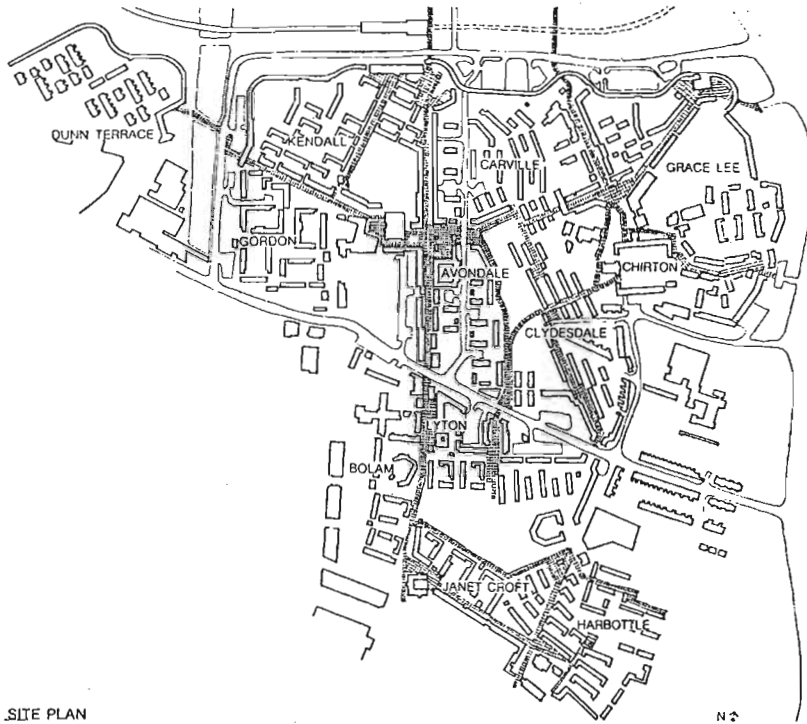 DUNN TERRACE
KENDALL
CARVILLE
GRACE LEE
GORDON
AVONDALE
CHIRTON
CLYDESDALE
LYTON
BOLAM
JANET CROFT
HARBOTTLE
SITE PLAN
N